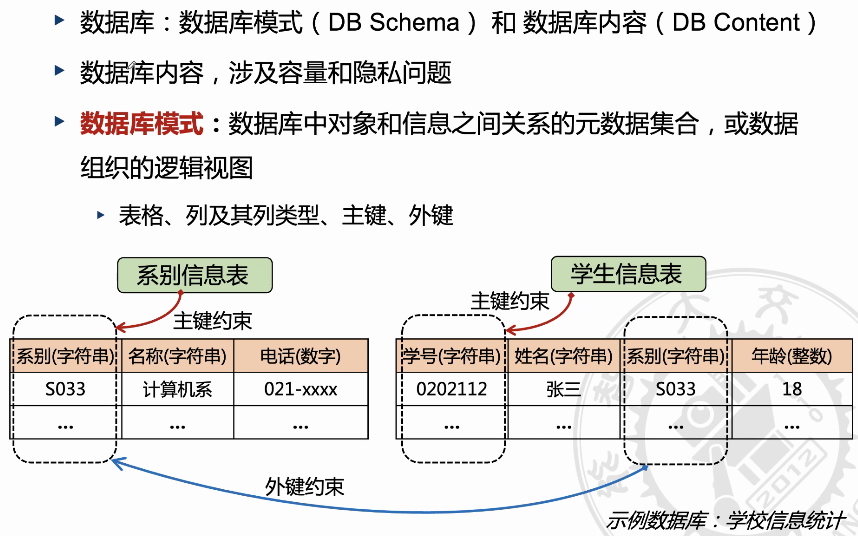 数据库：数据库模式（DB Schema） 和 数据库内容（DB Content）
数据库内容，涉及容量和隐私问题
数据库模式：数据库中对象和信息之间关系的元数据集合，或数据
组织的逻辑视图
表格、列及其列类型、主键、外键
系别信息表
学生信息表
主键约束
主键约束
系别(字符串) 名称(字符串) 电话(数字)
S033 计算机系 021-xxxx
... ... ...
学号(字符串) 姓名(字符串) 系别(字符串) 年龄(整数)
0202112 张三 S033 18
... ... ... ...
外键约束
2012
示例数据库：学校信息统计